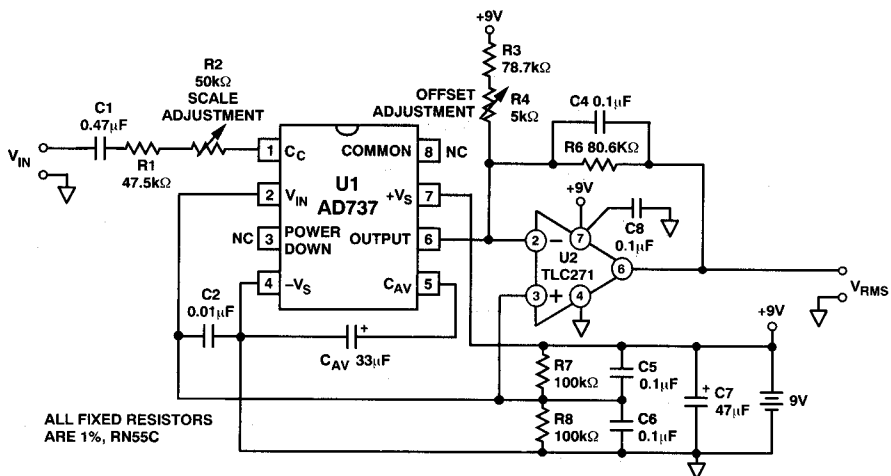 +9V
R3
78.7kΩ
R2
50kΩ
SCALE
ADJUSTMENT
OFFSET
ADJUSTMENT
R4
5kΩ
C4 0.1μF
C1
0.47μF
R6 80.6KΩ
VIN
R1
47.5kΩ
1
CC
COMMON
8
NC
U1
AD737
2
VIN
+VS
7
+9V
C8
0.1μF
NC
3
POWER
DOWN
OUTPUT
6
2
−
7
U2
TLC271
6
4
−VS
CAV
5
3
+
4
VRMS
C2
0.01μF
+
CAV 33μF
+9V
R7
100kΩ
C5
0.1μF
+
C7
47μF
9V
R8
100kΩ
C6
0.1μF
ALL FIXED RESISTORS
ARE 1%, RN55C